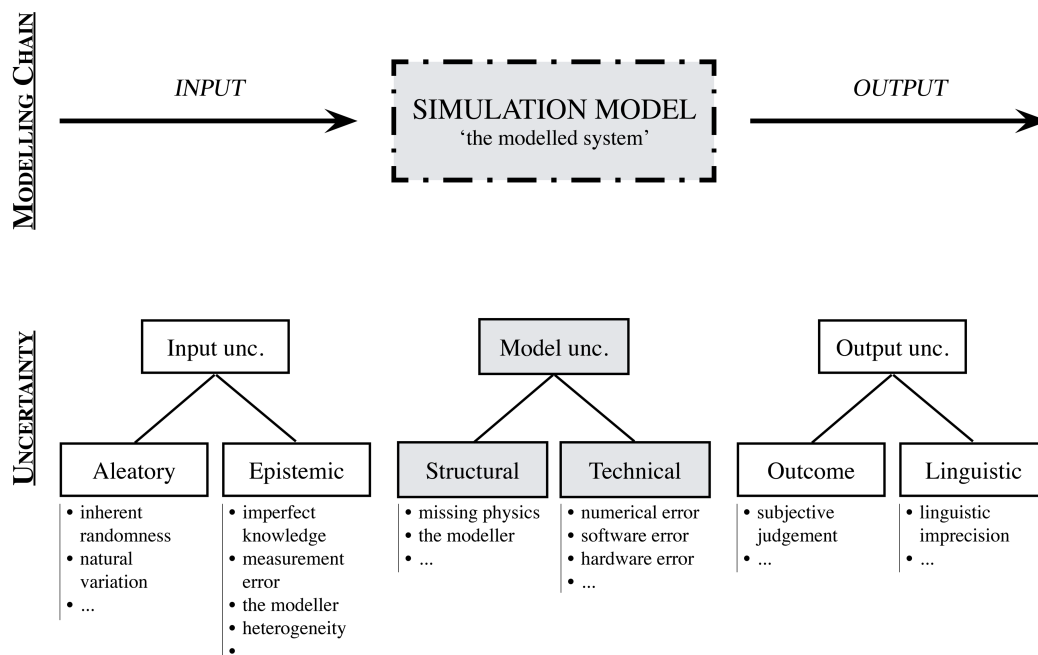 MODELLING CHAIN
INPUT
SIMULATION MODEL
‘the modelled system’
OUTPUT
UNCERTAINTY
Input unc.
Aleatory
• inherent
randomness
• natural
variation
• ...
Epistemic
• imperfect
knowledge
• measurement
error
• the modeller
• heterogeneity
•
Model unc.
Structural
• missing physics
• the modeller
• ...
Technical
• numerical error
• software error
• hardware error
• ...
Output unc.
Outcome
• subjective
judgement
• ...
Linguistic
• linguistic
imprecision
• ...